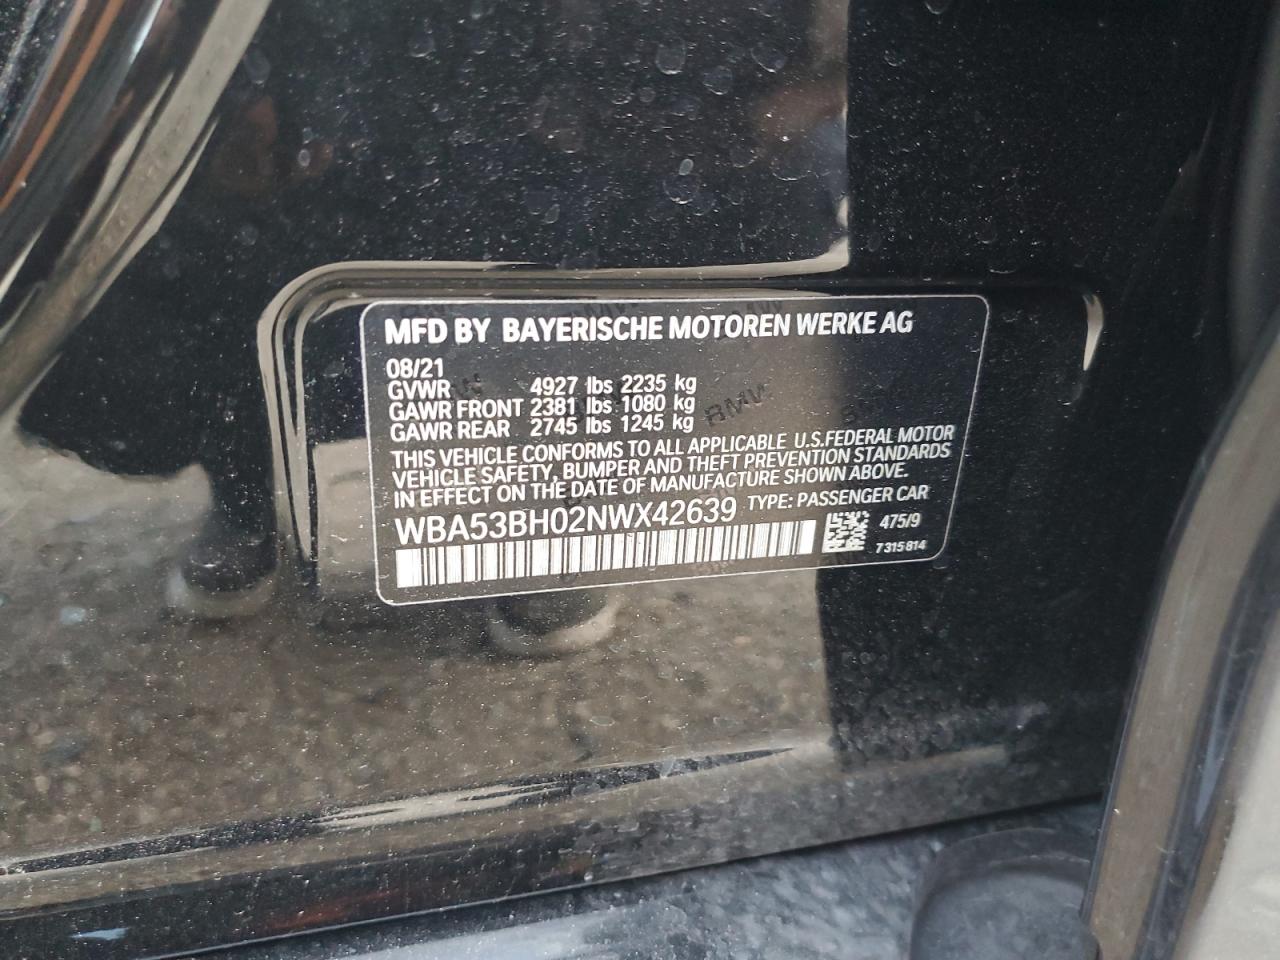 MFD BY BAYERISCHE MOTOREN WERKE AG
08/21
GVWR 4927 lbs 2235 kg
GAWR FRONT 2381 lbs 1080 kg
GAWR REAR 2745 lbs 1245 kg
THIS VEHICLE CONFORMS TO ALL APPLICABLE U.S.FEDERAL MOTOR
VEHICLE SAFETY, BUMPER AND THEFT PREVENTION STANDARDS
IN EFFECT ON THE DATE OF MANUFACTURE SHOWN ABOVE.
WBA53BH02NWX42639 TYPE: PASSENGER CAR
475/9
7315814
BMW